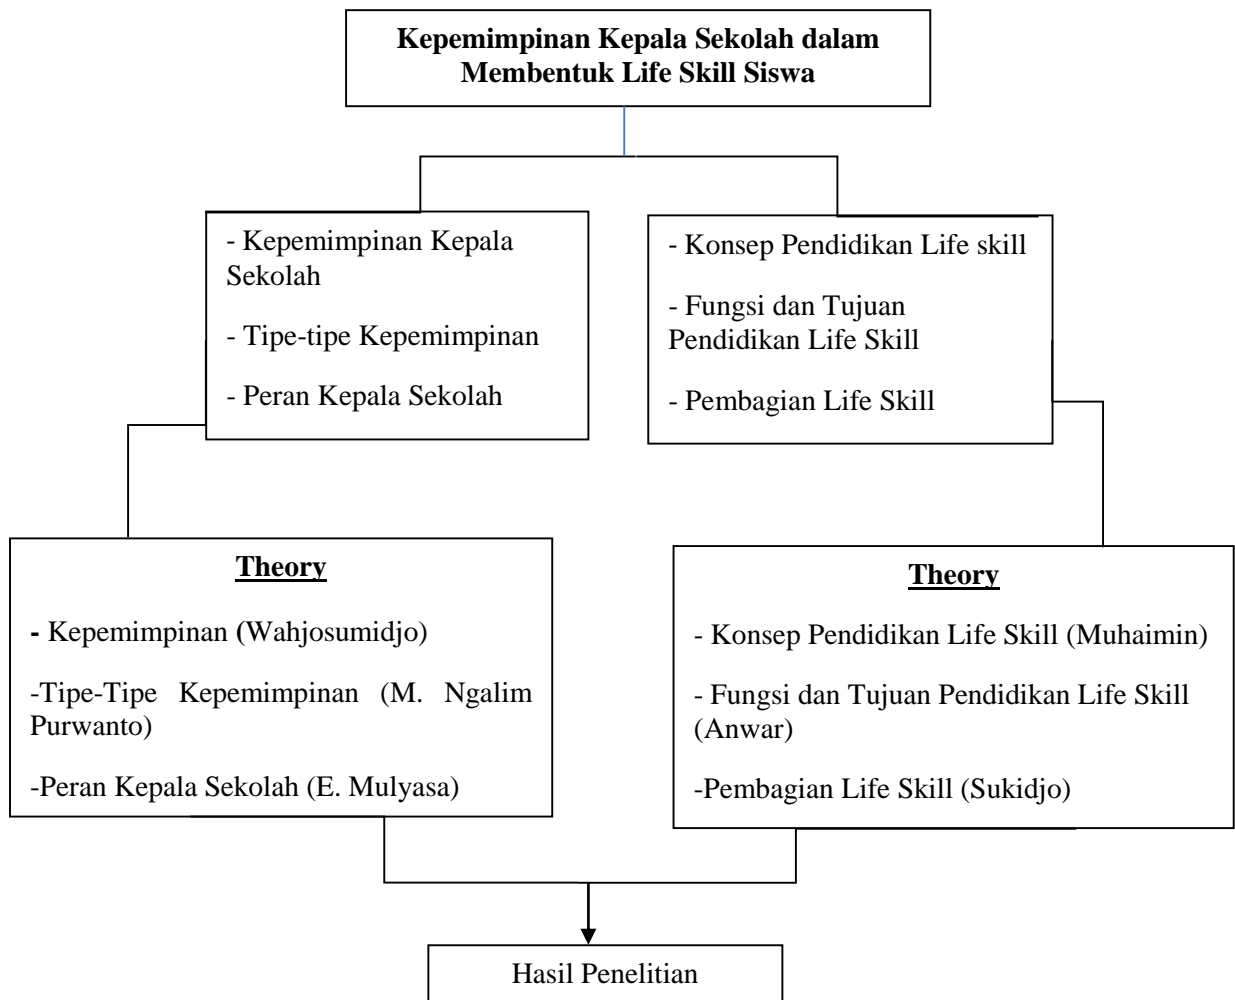 Kepemimpinan Kepala Sekolah dalam
Membentuk Life Skill Siswa
- Kepemimpinan Kepala
Sekolah
- Tipe-tipe Kepemimpinan
- Peran Kepala Sekolah
- Konsep Pendidikan Life skill
- Fungsi dan Tujuan
Pendidikan Life Skill
- Pembagian Life Skill
Theory
- Kepemimpinan (Wahjosumidjo)
-Tipe-Tipe Kepemimpinan (M. Ngalim
Purwanto)
-Peran Kepala Sekolah (E. Mulyasa)
Theory
- Konsep Pendidikan Life Skill (Muhaimin)
- Fungsi dan Tujuan Pendidikan Life Skill
(Anwar)
-Pembagian Life Skill (Sukidjo)
Hasil Penelitian